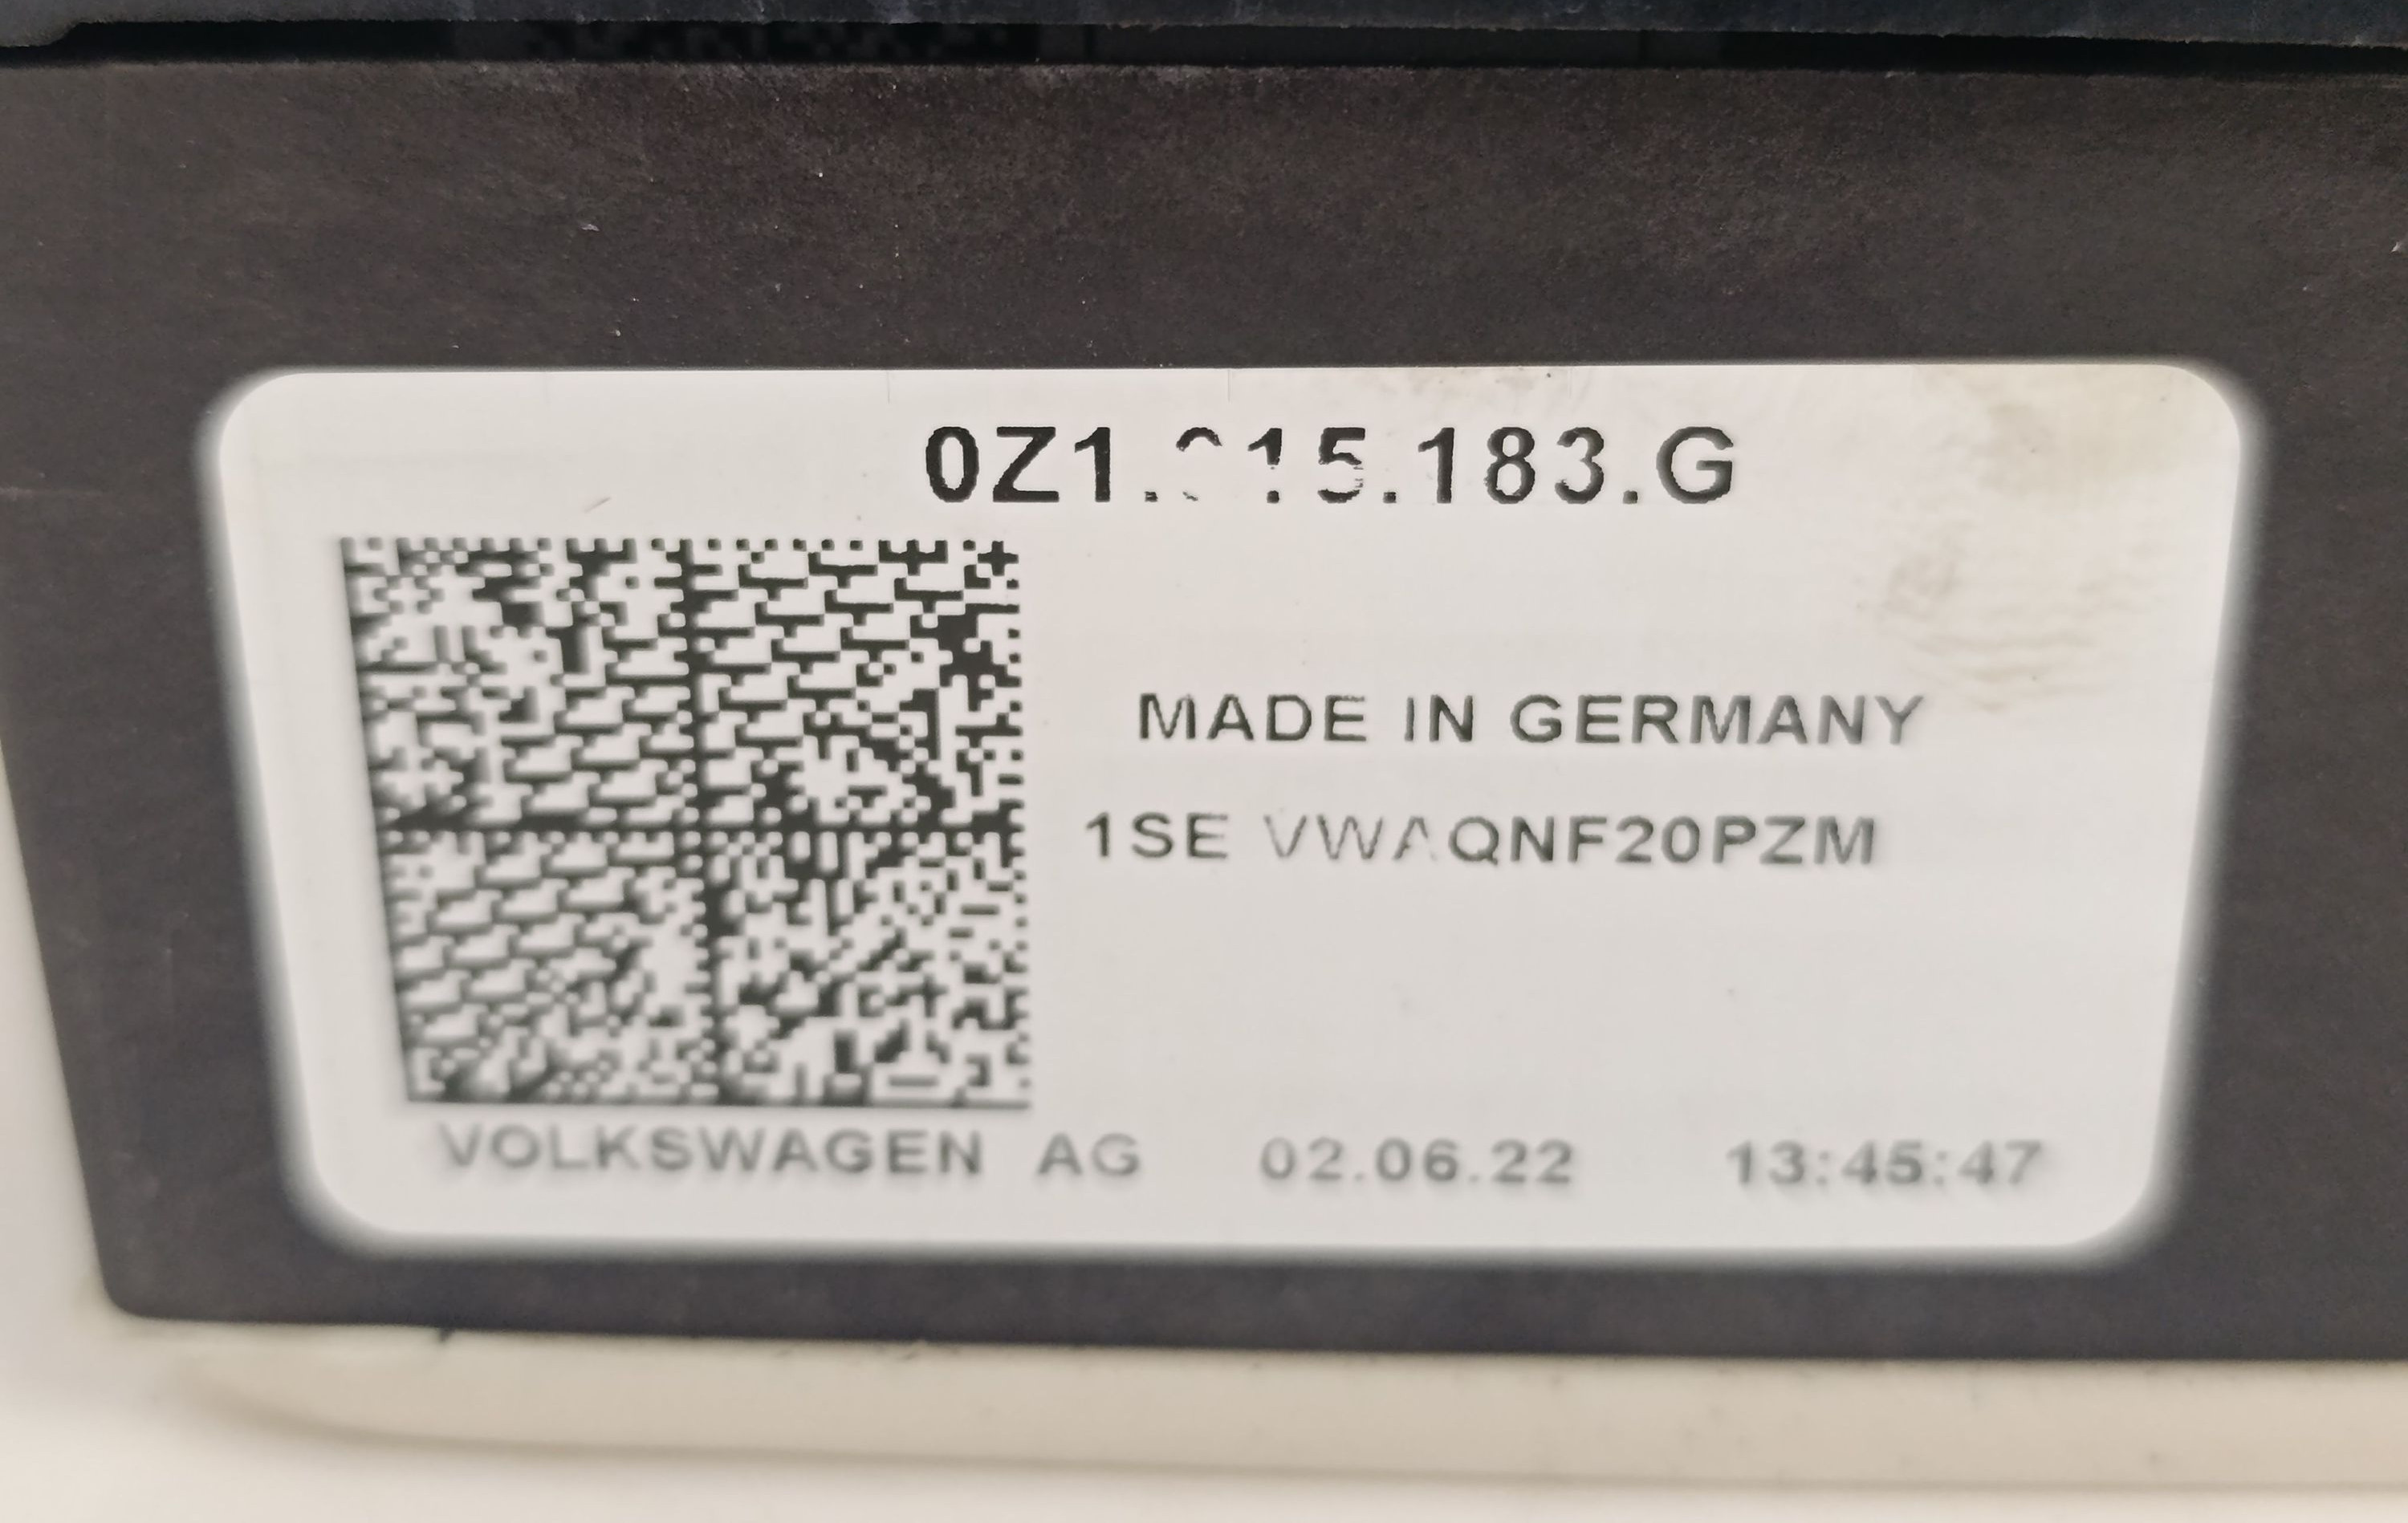 MADE IN GERMANY
1SE VWAQNF20PZM
VOLKSWAGEN AG 02.06.22 13:45:47